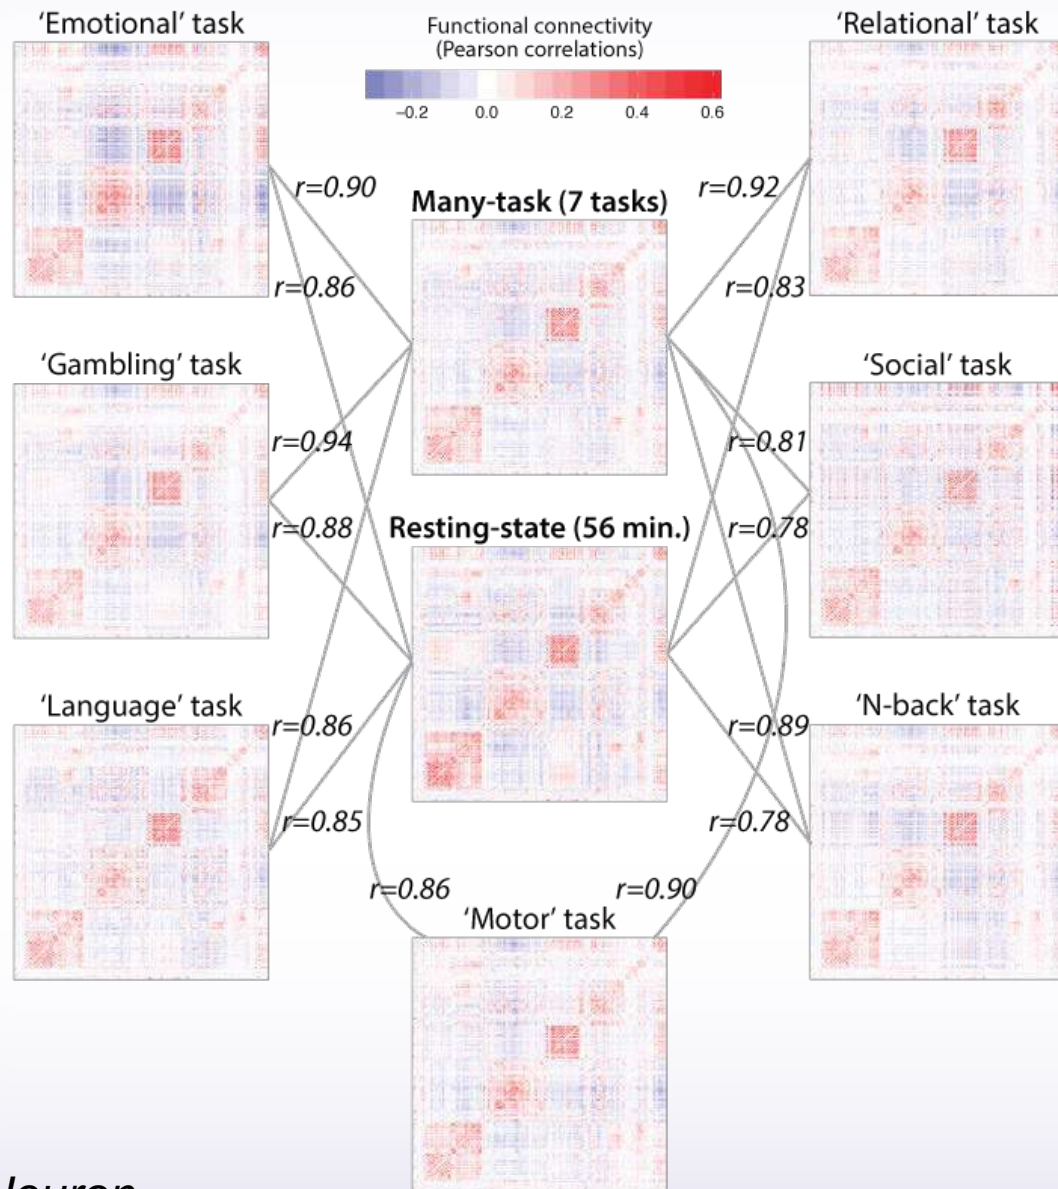 'Emotional' task
Functional connectivity
(Pearson correlations)
−0.2 0.0 0.2 0.4 0.6
'Relational' task
r=0.90
r=0.92
Many-task (7 tasks)
r=0.86
r=0.83
'Gambling' task
'Social' task
r=0.94
r=0.81
r=0.88
Resting-state (56 min.)
r=0.78
'Language' task
'N-back' task
r=0.86
r=0.89
r=0.85
r=0.78
r=0.86
r=0.90
'Motor' task